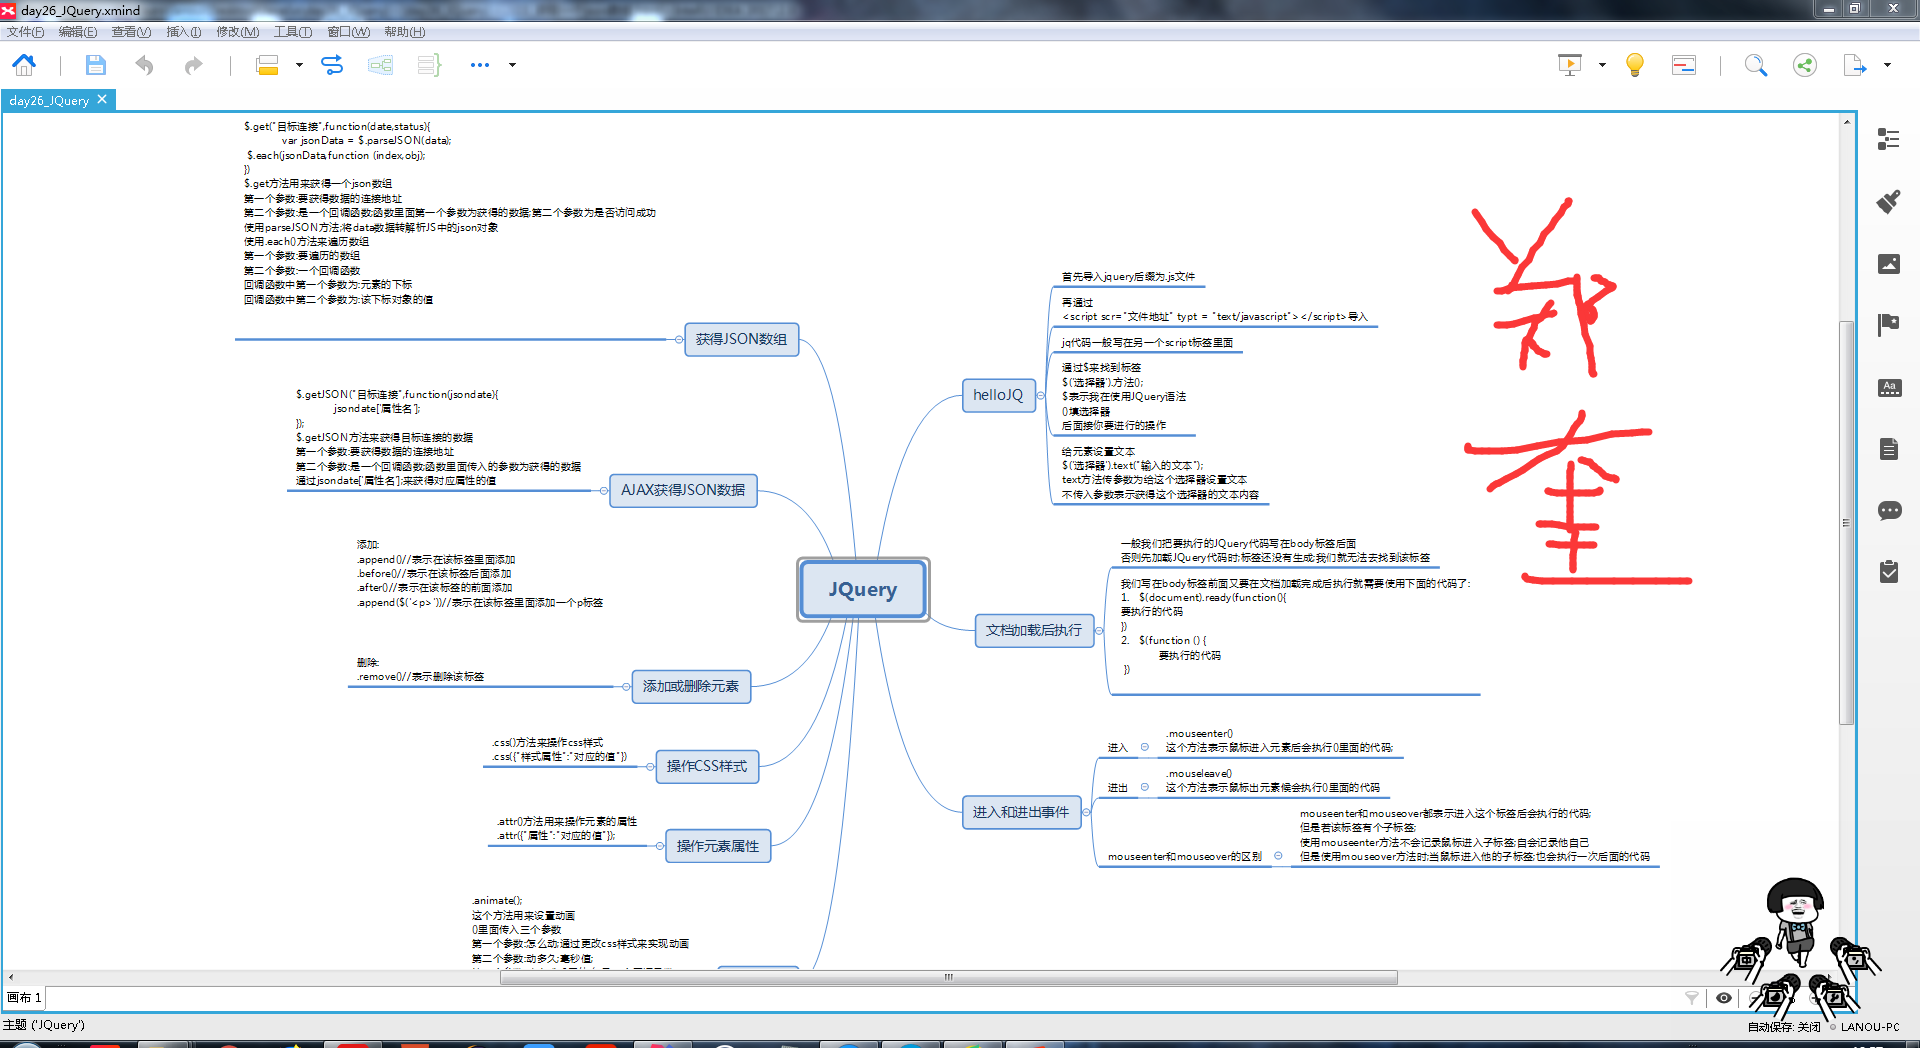 day26_JQuery.xmind
文件(F) 编辑(E) 查看(V) 插入(I) 修改(M) 工具(T) 窗口(W) 帮助(H)
day26_JQuery
$.get("目标连接",function(date,status){
var jsonData = $.parseJSON(data);
$.each(jsonData,function (index,obj);
})
$.get方法用来获得一个json数组
第一个参数:要获得数据的连接地址
第二个参数:是一个回调函数;函数里面第一个参数为获得的数据;第二个参数为是否访问成功
使用parseJSON方法;将data数据转解析JS中的json对象
使用.each()方法来遍历数组
第一个参数:要遍历的数组
第二个参数:一个回调函数
回调函数中第一个参数为:元素的下标
回调函数中第二个参数为:该下标对象的值
获得JSON数组
$.getJSON("目标连接",function(jsondate){
jsondate['属性名'];
});
$.getJSON方法来获得目标连接的数据
第一个参数:要获得数据的连接地址
第二个参数:是一个回调函数;函数里面传入的参数为获得的数据
通过jsondate['属性名'];来获得对应属性的值
AJAX获得JSON数据
添加:
.append()//表示在该标签里面添加
.before()//表示在该标签后面添加
.after()//表示在该标签的前面添加
.append($('<p>'))//表示在该标签里面添加一个p标签
删除:
.remove()//表示删除该标签
添加或删除元素
.css()方法来操作css样式
.css({"样式属性":"对应的值"})
操作CSS样式
.attr()方法用来操作元素的属性
.attr({"属性":"对应的值"});
操作元素属性
.animate();
这个方法用来设置动画
()里面传入三个参数
第一个参数:怎么动;通过更改css样式来实现动画
第二个参数:动多久;毫秒值;
JQuery
首先导入jquery后缀为.js文件
再通过
<script scr="文件地址" typt = "text/javascript"></script>导入
jq代码一般写在另一个script标签里面
通过$来找到标签
$('选择器').方法();
$表示我在使用JQuery语法
()填选择器
后面接你要进行的操作
给元素设置文本
$('选择器').text("输入的文本");
text方法传参数为给这个选择器设置文本
不传入参数表示获得这个选择器的文本内容
helloJQ
一般我们把要执行的JQuery代码写在body标签后面
否则先加载JQuery代码时;标签还没有生成;我们就无法去找到该标签
我们写在body标签前面又要在文档加载完成后执行就需要使用下面的代码了:
1. $(document).ready(function(){
要执行的代码
})
2. $(function () {
要执行的代码
})
文档加载后执行
.mouseenter()
进入 这个方法表示鼠标进入元素后会执行()里面的代码;
.mouseleave()
进出 这个方法表示鼠标出元素候会执行()里面的代码
进入和进出事件
mouseenter和mouseover都表示进入这个标签后会执行的代码;
但是若该标签有个子标签;
使用mouseenter方法不会记录鼠标进入子标签;自会记录他自己
mouseenter和mouseover的区别 但是使用mouseover方法时;当鼠标进入他的子标签;也会执行一次后面的代码
郑
奎
画布 1
主题 ('JQuery')
自动保存: 关闭 LANOU-PC